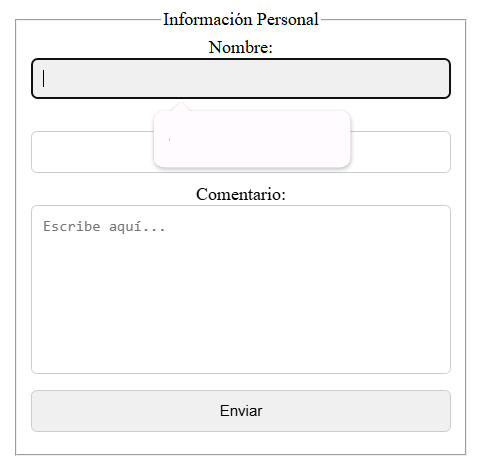 Información Personal
Nombre:
Comentario:
Escribe aquí...
Enviar